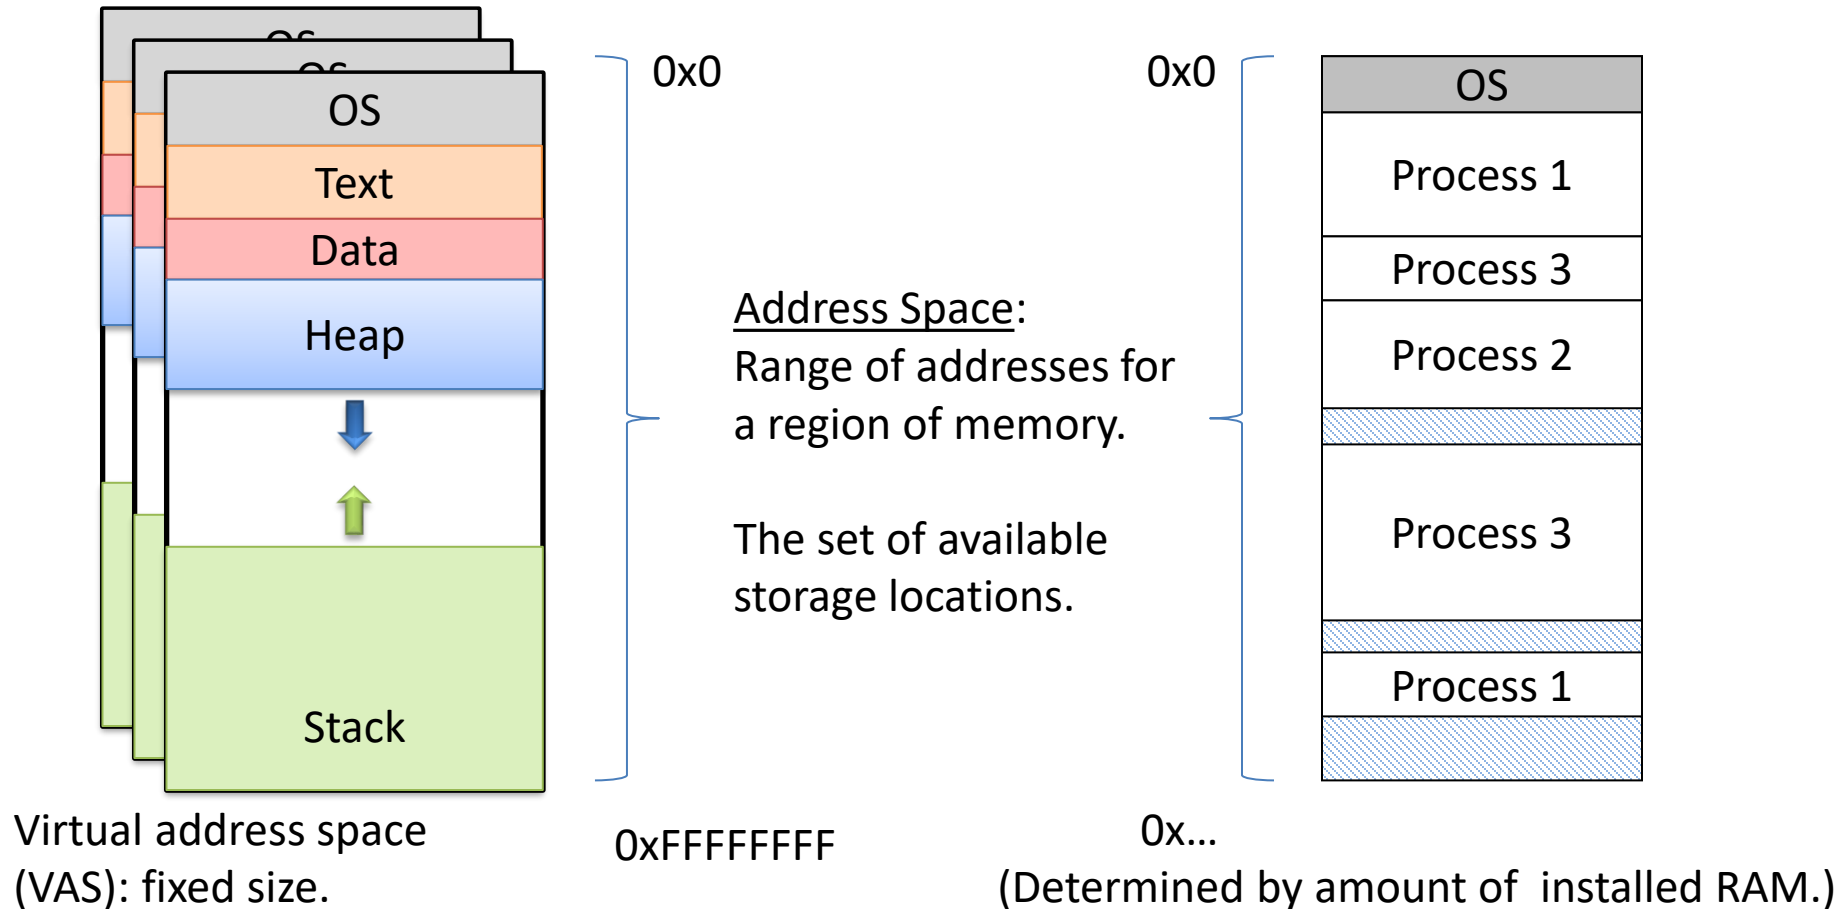 OS
OS
OS
Text
Data
Heap
Stack
Virtual address space
(VAS): fixed size.
0x0
0xFFFFFFFF
Address Space:
Range of addresses for
a region of memory.
The set of available
storage locations.
0x0
0x...
(Determined by amount of  installed RAM.)
OS
Process 1
Process 3
Process 2
Process 3
Process 1